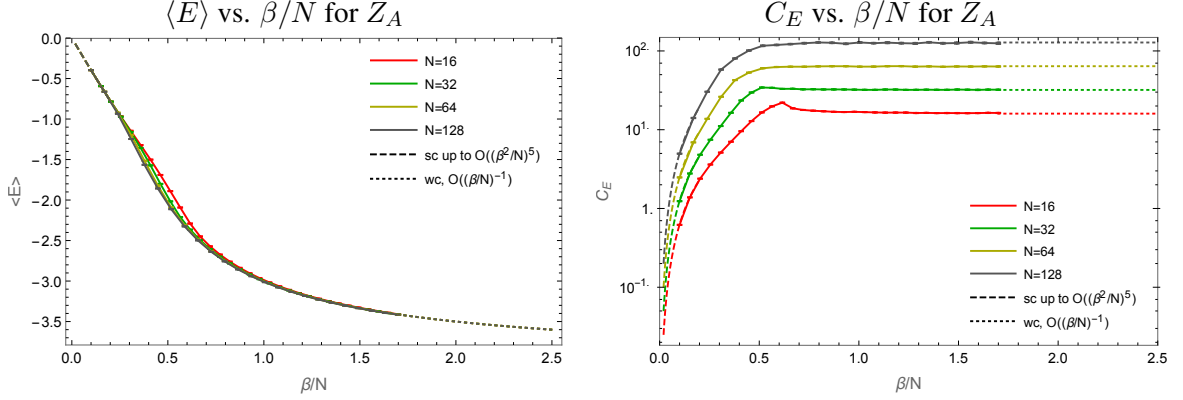 ⟨E⟩ vs. β/N for Z_A
0.0
-0.5
-1.0
-1.5
-2.0
-2.5
-3.0
-3.5
<E>
N=16
N=32
N=64
N=128
sc up to O((β²/N)⁵)
wc, O((β/N)⁻¹)
0.0 0.5 1.0 1.5 2.0 2.5
β/N
C_E vs. β/N for Z_A
10².
10¹.
1.
10⁻¹.
C_E
N=16
N=32
N=64
N=128
sc up to O((β²/N)⁵)
wc, O((β/N)⁻¹)
0.0 0.5 1.0 1.5 2.0 2.5
β/N